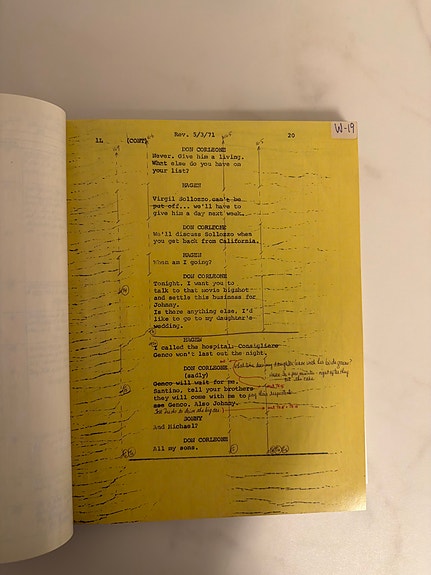 W-19
Rev. 5/3/71
11 (CONT) 20
DON CORLEONE
Never. Give him a living.
What else do you have on
your list?
HAGEN
Virgil Sollozzo can't be
put off... we'll have to
give him a day next week.
DON CORLEONE
We'll discuss Sollozzo when
you get back from California.
HAGEN
When am I going?
DON CORLEONE
Tonight. I want you to
talk to that movie bigshot
and settle this business for
Johnny.
Is there anything else. I'd
like to go to my daughter's
wedding.
HAGEN
I called the hospital. Consigliere
Genco won't last out the night.
DON CORLEONE
(sadly)
Genco will wait for me.
Santino, tell your brothers
they will come with me to pay their respects
see Genco. Also Johnny.
SONNY
And Michael?
DON CORLEONE
All my sons.